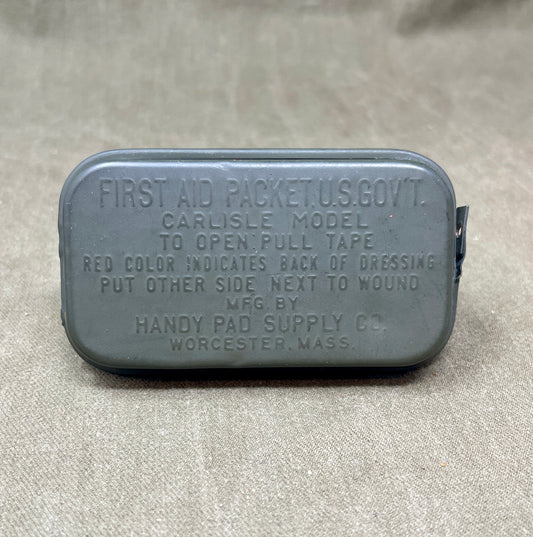 FIRST AID PACKET.U.S.GOV'T.
CARLISLE MODEL
TO OPEN PULL TAPE
RED COLOR INDICATES BACK OF DRESSING
PUT OTHER SIDE NEXT TO WOUND
MFG. BY
HANDY PAD SUPPLY CO.
WORCESTER, MASS.